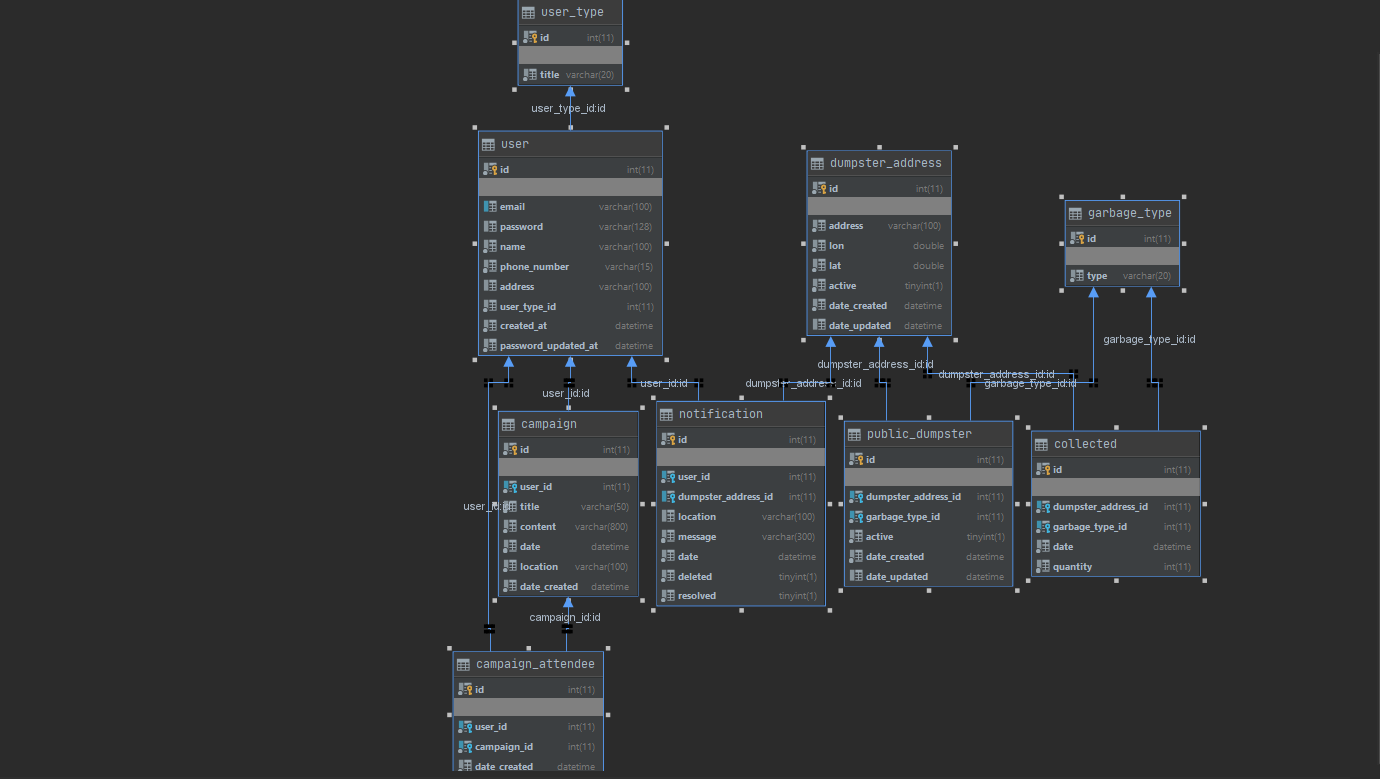 user_type
id int(11)
title varchar(20)
user_type_id:id
user
id int(11)
email varchar(100)
password varchar(128)
name varchar(100)
phone_number varchar(15)
address varchar(100)
user_type_id int(11)
created_at datetime
password_updated_at datetime
dumpster_address
id int(11)
address varchar(100)
lon double
lat double
active tinyint(1)
date_created datetime
date_updated datetime
garbage_type
id int(11)
type varchar(20)
garbage_type_id:id
dumpster_address_id:id
dumpster_address_id:id
garbage_type_id:id
user_id:id
dumpster_address_id:id
user_id:id
campaign
id int(11)
user_id int(11)
title varchar(50)
content varchar(800)
date datetime
location varchar(100)
date_created datetime
user_id:id
notification
id int(11)
user_id int(11)
dumpster_address_id int(11)
location varchar(100)
message varchar(300)
date datetime
deleted tinyint(1)
resolved tinyint(1)
public_dumpster
id int(11)
dumpster_address_id int(11)
garbage_type_id int(11)
active tinyint(1)
date_created datetime
date_updated datetime
collected
id int(11)
dumpster_address_id int(11)
garbage_type_id int(11)
date datetime
quantity int(11)
campaign_id:id
campaign_attendee
id int(11)
user_id int(11)
campaign_id int(11)
date_created datetime